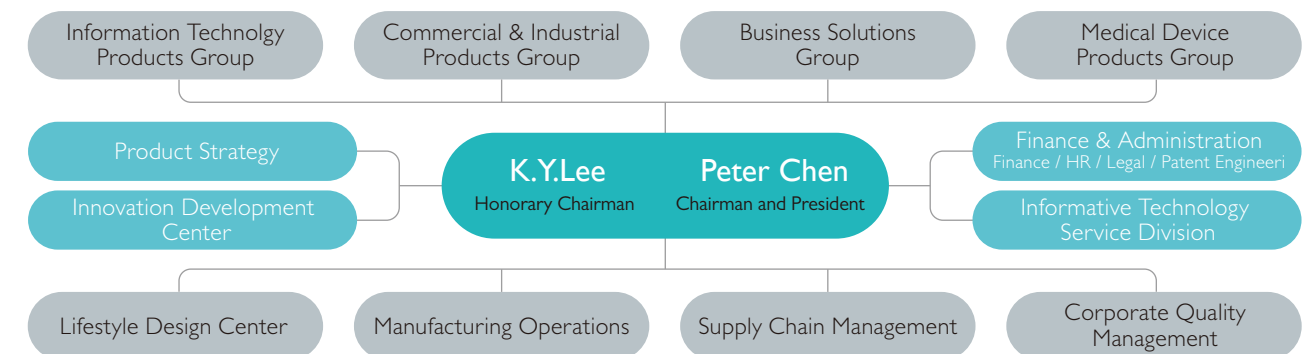 Information Technolgy
Products Group
Commercial & Industrial
Products Group
Business Solutions
Group
Medical Device
Products Group
Product Strategy
Innovation Development
Center
K.Y.Lee
Honorary Chairman
Peter Chen
Chairman and President
Finance & Administration
Finance / HR / Legal / Patent Engineeri
Informative Technology
Service Division
Lifestyle Design Center
Manufacturing Operations
Supply Chain Management
Corporate Quality
Management